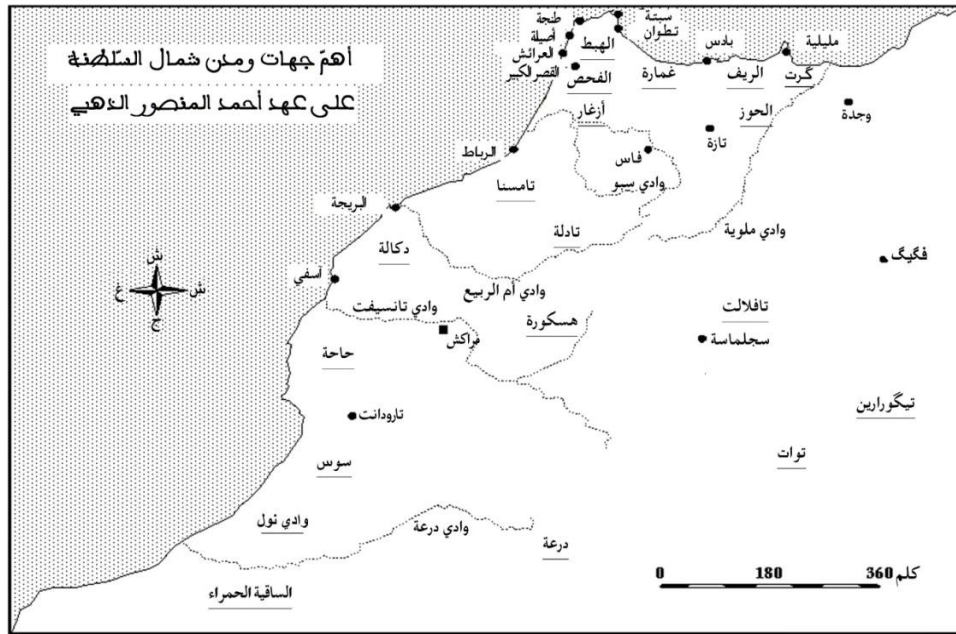 أهمّ جهات ومدن شمال السّلطنة
على عهد أحمد المنصور الذهبي
طنجة
سبتة
أصيلة
الهبط
تطوان
العرائش
بادس
مليلية
القصر الكبير
الفحص
غمارة
الريف
گرت
أزغار
الحوز
وجدة
تازة
الرباط
فاس
تامسنا
وادي سبو
البريجة
تادلة
وادي ملوية
دكالة
فگيگ
ش
غ
ش
ج
آسفي
وادي أم الربيع
وادي تانسيفت
تافلالت
هسكورة
مراكش
سجلماسة
حاحة
تيگورارين
تارودانت
توات
سوس
وادي نول
وادي درعة
درعة
الساقية الحمراء
0 180 360 كلم